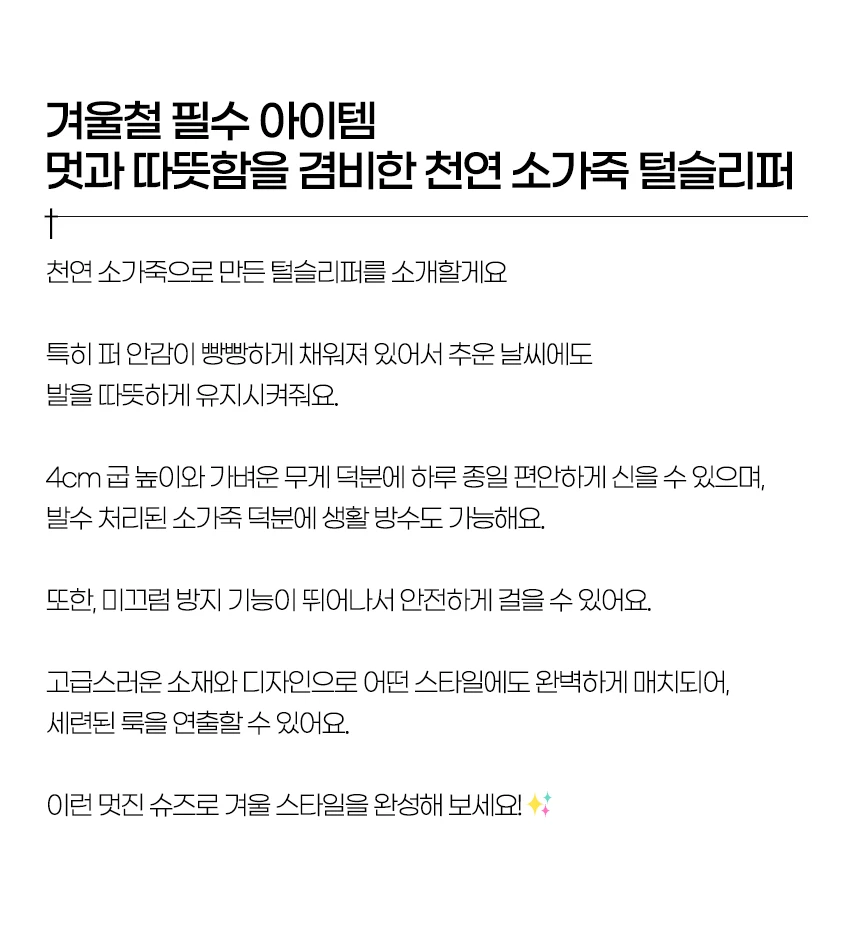 겨울철 필수 아이템
멋과 따뜻함을 겸비한 천연 소가죽 털슬리퍼
천연 소가죽으로 만든 털슬리퍼를 소개할게요
특히 퍼 안감이 빵빵하게 채워져 있어서 추운 날씨에도
발을 따뜻하게 유지시켜줘요.
4cm 굽 높이와 가벼운 무게 덕분에 하루 종일 편안하게 신을 수 있으며,
발수 처리된 소가죽 덕분에 생활 방수도 가능해요.
또한, 미끄럼 방지 기능이 뛰어나서 안전하게 걸을 수 있어요.
고급스러운 소재와 디자인으로 어떤 스타일에도 완벽하게 매치되어,
세련된 룩을 연출할 수 있어요.
이런 멋진 슈즈로 겨울 스타일을 완성해 보세요!✨